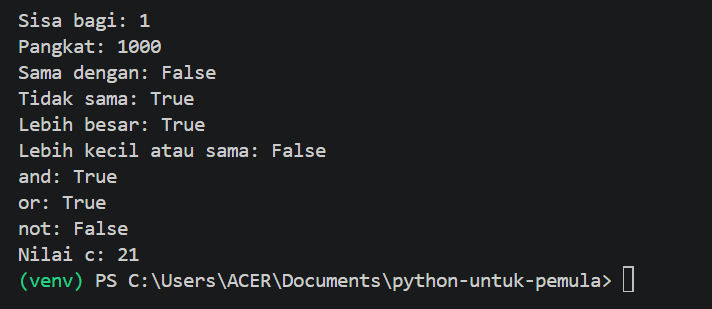 Sisa bagi: 1
Pangkat: 1000
Sama dengan: False
Tidak sama: True
Lebih besar: True
Lebih kecil atau sama: False
and: True
or: True
not: False
Nilai c: 21
(venv) PS C:\Users\ACER\Documents\python-untuk-pemula>